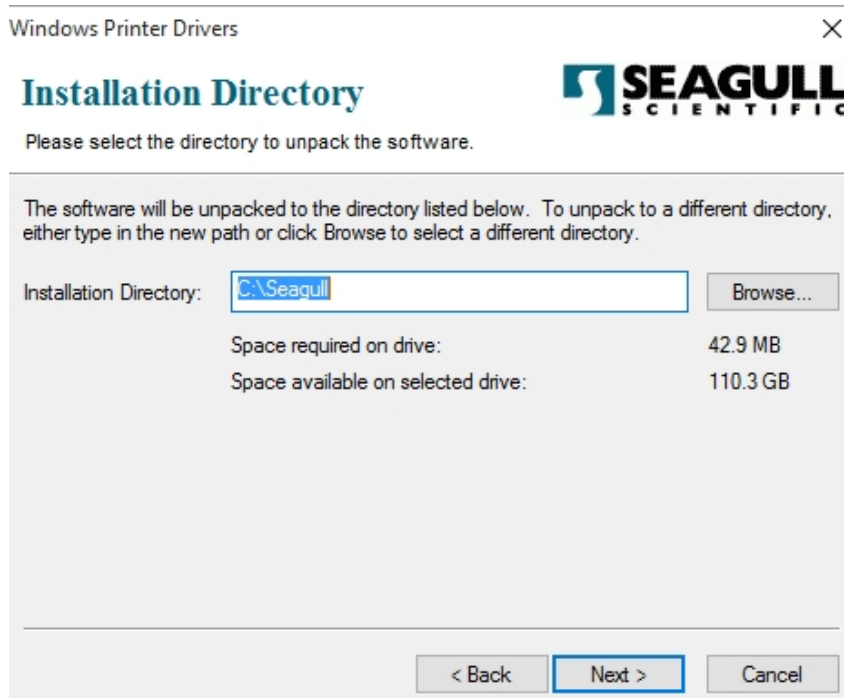 Windows Printer Drivers
Installation Directory
SEAGULL
SCIENTIFIC
Please select the directory to unpack the software.
The software will be unpacked to the directory listed below. To unpack to a different directory,
either type in the new path or click Browse to select a different directory.
Installation Directory: C:\Seagull Browse...
Space required on drive: 42.9 MB
Space available on selected drive: 110.3 GB
< Back Next > Cancel